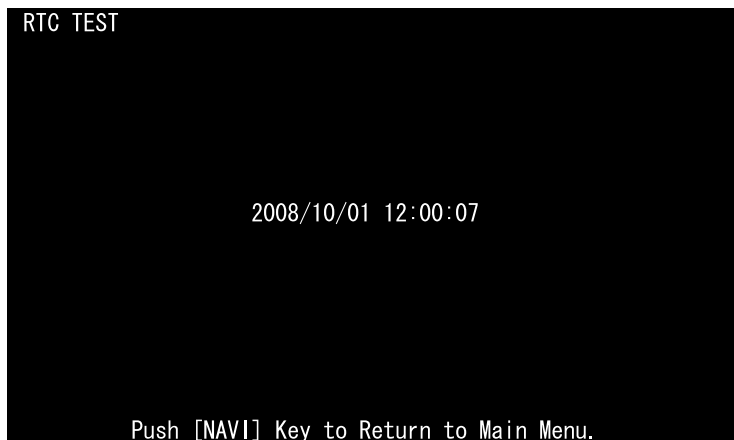 RTC TEST
2008/10/01 12:00:07
Push [NAVI] Key to Return to Main Menu.